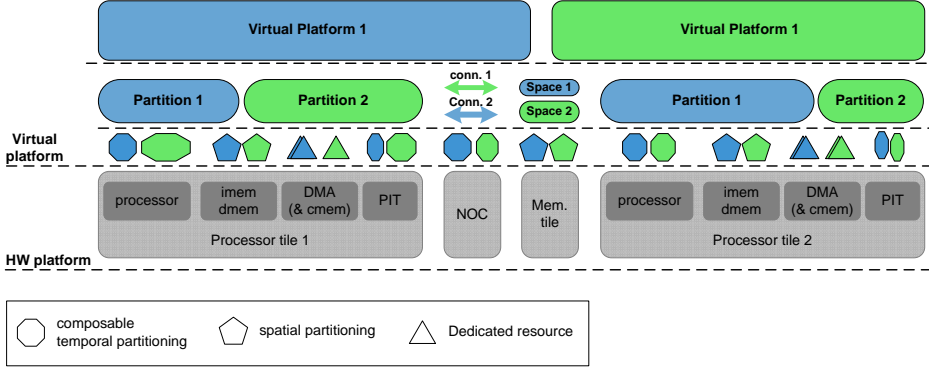 Virtual Platform 1
Virtual Platform 1
conn. 1
Conn. 2
Partition 1
Partition 2
Space 1
Space 2
Partition 1
Partition 2
Virtual
platform
processor
imem
dmem
DMA
(& cmem)
PIT
Processor tile 1
NOC
Mem.
tile
processor
imem
dmem
DMA
(& cmem)
PIT
Processor tile 2
HW platform
composable
temporal partitioning
spatial partitioning
Dedicated resource